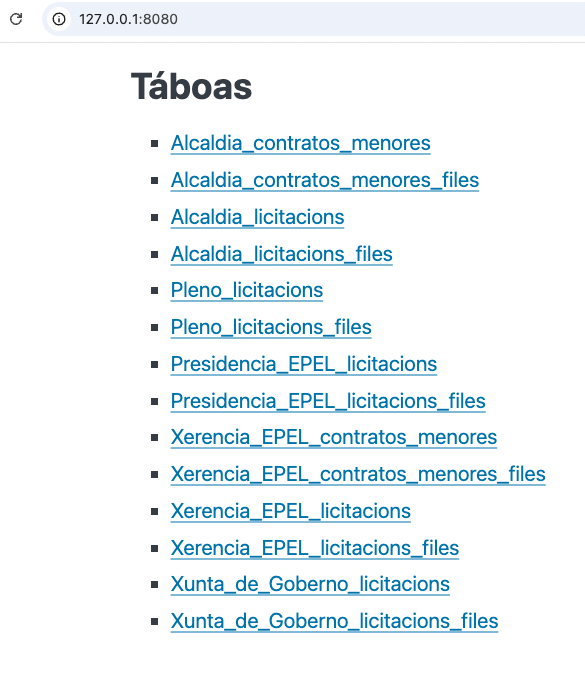 127.0.0.1:8080
Táboas
Alcaldia_contratos_menores
Alcaldia_contratos_menores_files
Alcaldia_licitacions
Alcaldia_licitacions_files
Pleno_licitacions
Pleno_licitacions_files
Presidencia_EPEL_licitacions
Presidencia_EPEL_licitacions_files
Xerencia_EPEL_contratos_menores
Xerencia_EPEL_contratos_menores_files
Xerencia_EPEL_licitacions
Xerencia_EPEL_licitacions_files
Xunta_de_Goberno_licitacions
Xunta_de_Goberno_licitacions_files